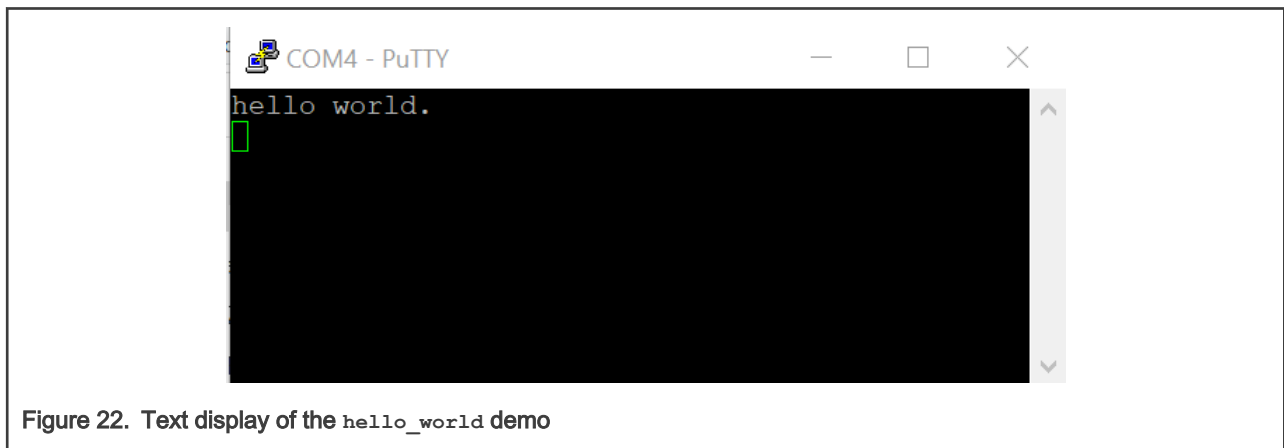 COM4 - PuTTY
hello world.
Figure 22. Text display of the hello_world demo